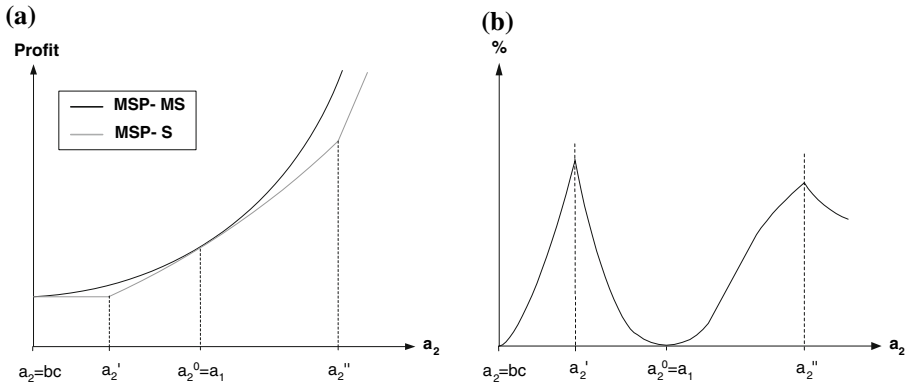 (a)
Profit
MSP- MS
MSP- S
a₂
a₂=bc
a₂'
a₂⁰=a₁
a₂''
(b)
%
a₂
a₂=bc
a₂'
a₂⁰=a₁
a₂''